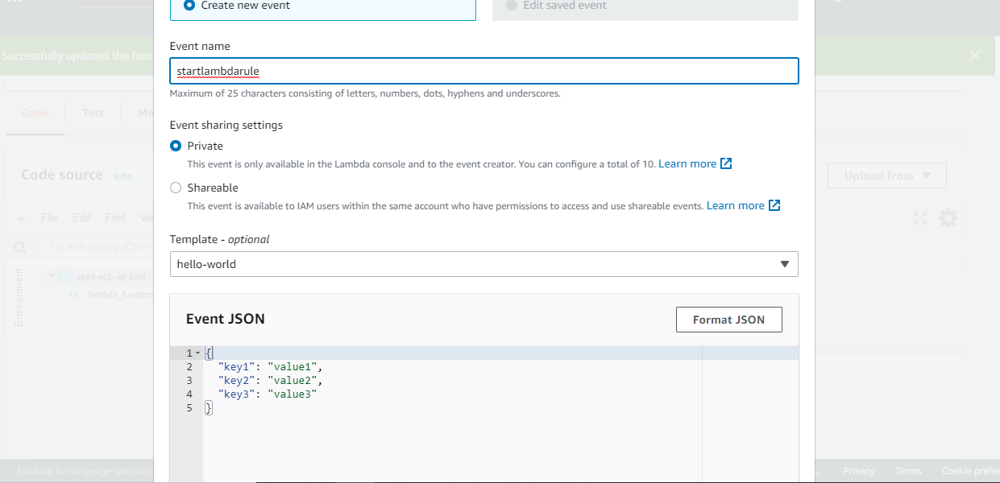 Create new event
Edit saved event
Event name
Successfully updated the func
startlambdarule
Maximum of 25 characters consisting of letters, numbers, dots, hyphens and underscores.
Code Test Mo
Event sharing settings
Private
This event is only available in the Lambda console and to the event creator. You can configure a total of 10. Learn more
Code source Info
Upload from
Shareable
This event is available to IAM users within the same account who have permissions to access and use shareable events. Learn more
File Edit Find Vie
Template - optional
Go to Anything (Ctrl-P
hello-world
Environment
start-ec2--at-6AM
lambda_function
Event JSON
Format JSON
1 {
2 "key1": "value1",
3 "key2": "value2",
4 "key3": "value3"
5 }
Looking for language selection
Privacy Terms Cookie prefer